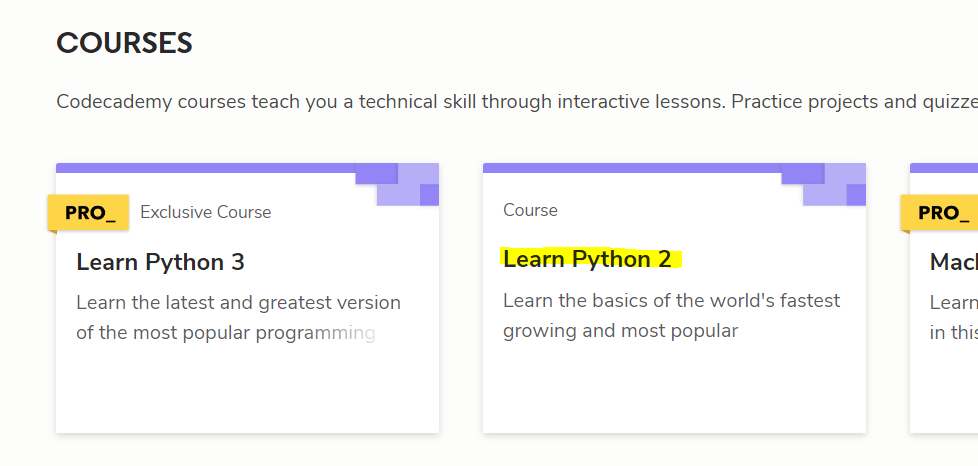 COURSES
Codecademy courses teach you a technical skill through interactive lessons. Practice projects and quizze
PRO_ Exclusive Course
Learn Python 3
Learn the latest and greatest version
of the most popular programming
Course
Learn Python 2
Learn the basics of the world's fastest
growing and most popular
PRO_
Learn
in this